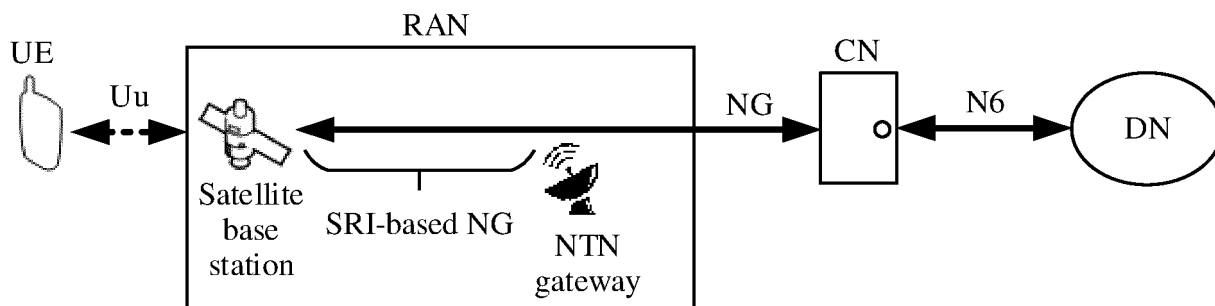 RAN
UE
CN
Uu
NG
N6
DN
Satellite
base
station
SRI-based NG
NTN
gateway